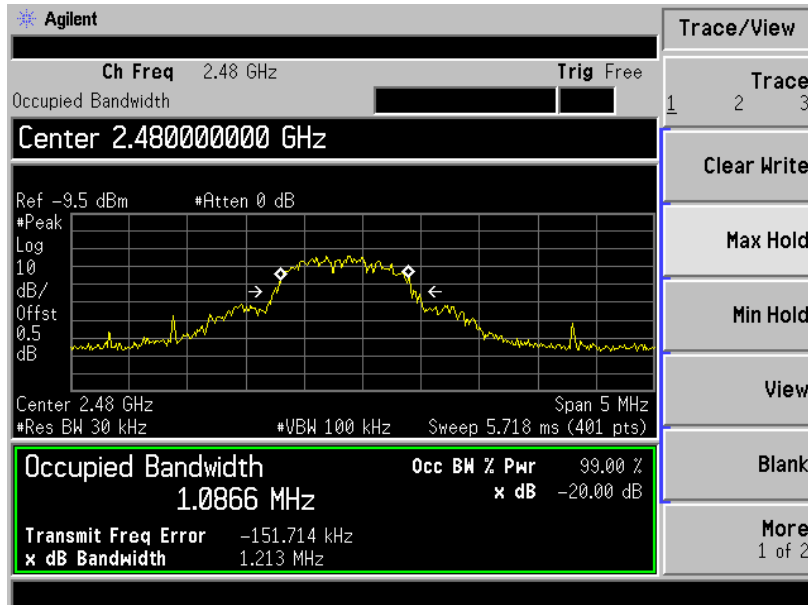 Agilent
Ch Freq 2.48 GHz Trig Free
Occupied Bandwidth
Center 2.480000000 GHz
Ref -9.5 dBm #Atten 0 dB
#Peak
Log
10
dB/
Offst
0.5
dB
Center 2.48 GHz Span 5 MHz
#Res BW 30 kHz #VBW 100 kHz Sweep 5.718 ms (401 pts)
Occupied Bandwidth
1.0866 MHz
Occ BW % Pwr 99.00 %
x dB -20.00 dB
Transmit Freq Error -151.714 kHz
x dB Bandwidth 1.213 MHz
Trace/View
Trace
1 2 3
Clear Write
Max Hold
Min Hold
View
Blank
More
1 of 2